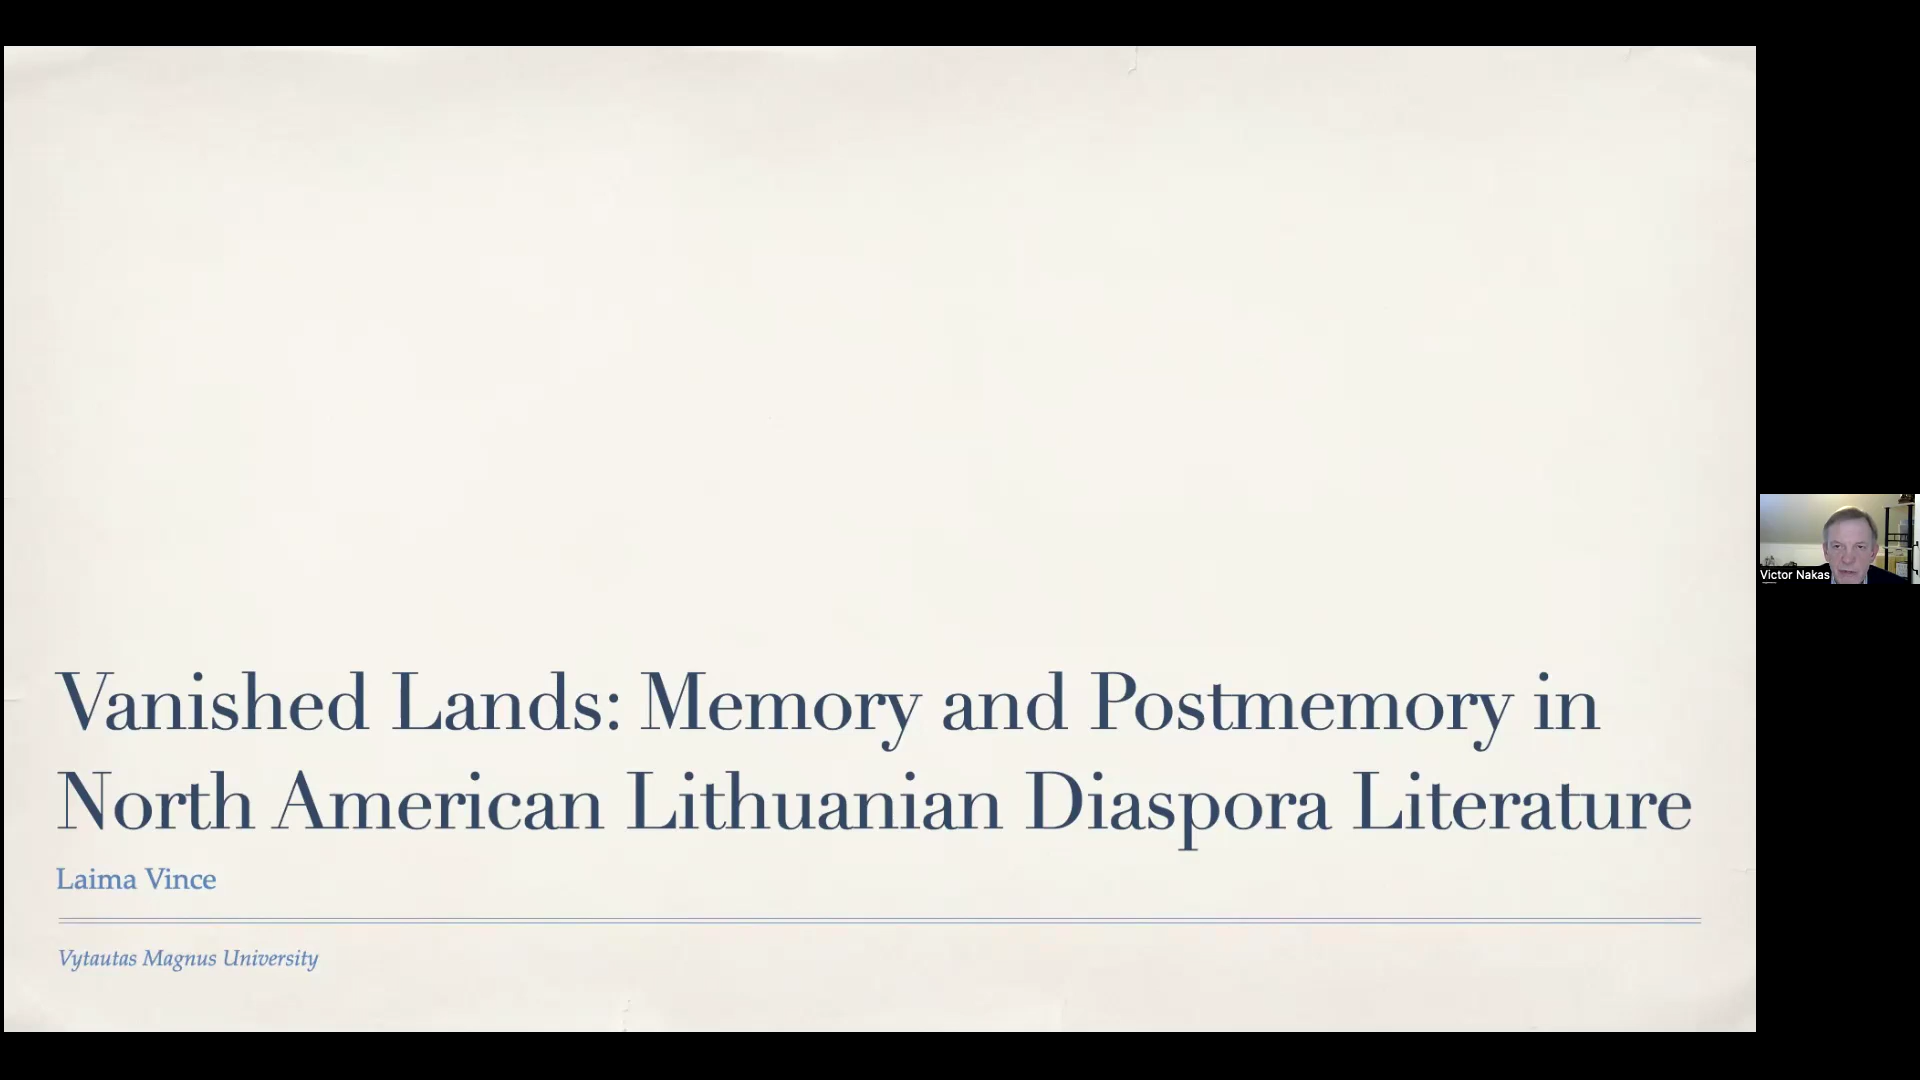 Vanished Lands: Memory and Postmemory in
North American Lithuanian Diaspora Literature
Laima Vince
Vytautas Magnus University
Victor Nakas